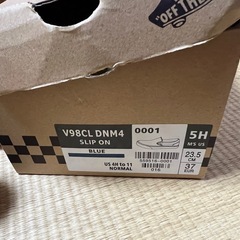 "OFF THE
V98CL DNM4
SLIP ON
BLUE
US 4H to 11
NORMAL
0001
016
5H
M'S US
23.5
CM
37
EUR